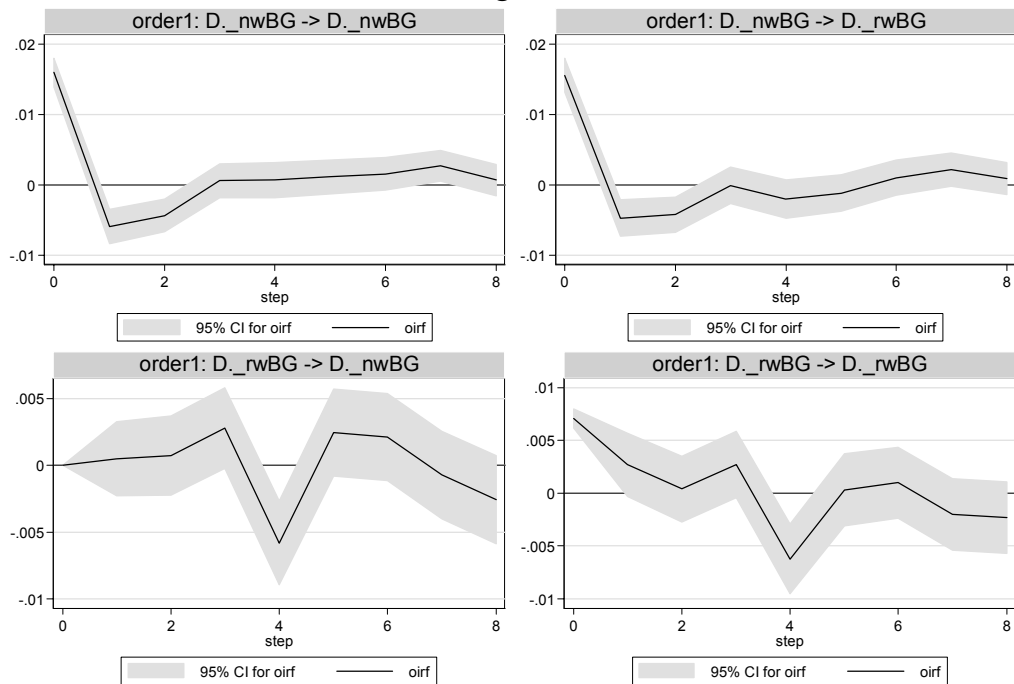 order1: D._nwBG -> D._nwBG
.02
.01
0
-.01
0 2 4 6 8
step
95% CI for oirf oirf
order1: D._nwBG -> D._rwBG
.02
.01
0
-.01
0 2 4 6 8
step
95% CI for oirf oirf
order1: D._rwBG -> D._nwBG
.005
0
-.005
-.01
0 2 4 6 8
step
95% CI for oirf oirf
order1: D._rwBG -> D._rwBG
.01
.005
0
-.005
-.01
0 2 4 6 8
step
95% CI for oirf oirf